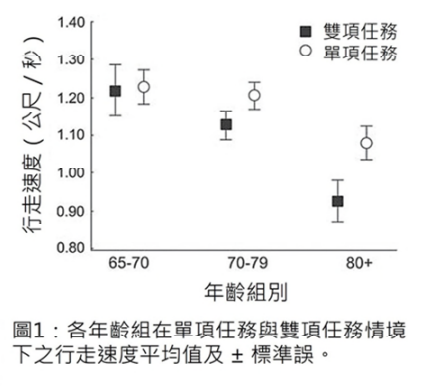 1.40
1.30
1.20
1.10
1.00
0.90
0.80
行走速度（公尺/秒）
■ 雙項任務
○ 單項任務
65-70
70-79
80+
年齡組別
圖1：各年齡組在單項任務與雙項任務情境
下之行走速度平均值及 ± 標準誤。